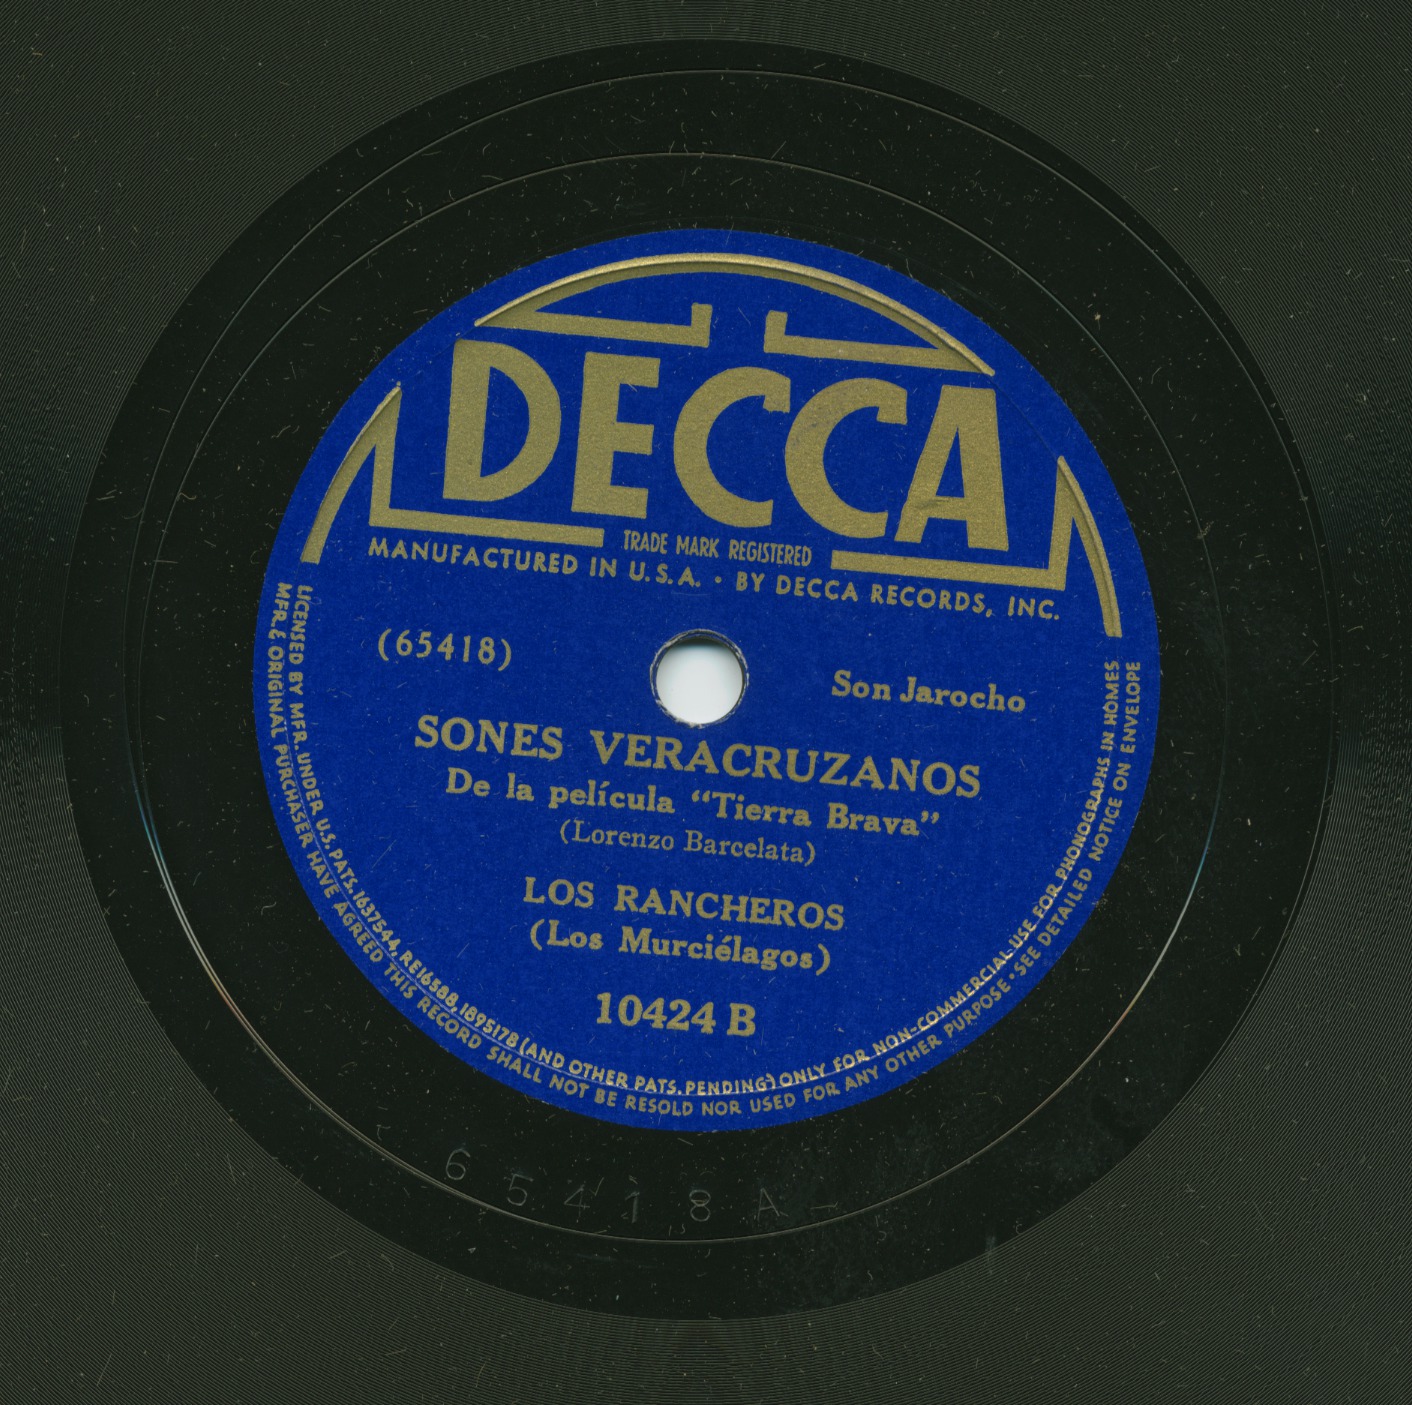 DECCA
TRADE MARK REGISTERED
MANUFACTURED IN U.S.A. • BY DECCA RECORDS, INC.
(65418)
Son Jarocho
SONES VERACRUZANOS
De la película “Tierra Brava”
(Lorenzo Barcelata)
LOS RANCHEROS
(Los Murciélagos)
10424 B
LICENSED BY MFR. UNDER U.S. PATS. 1637544, RE16588, 1895178 (AND OTHER PATS. PENDING) ONLY FOR NON-COMMERCIAL USE FOR PHONOGRAPHS IN HOMES
MFR. & ORIGINAL PURCHASER HAVE AGREED THIS RECORD SHALL NOT BE RESOLD NOR USED FOR ANY OTHER PURPOSE • SEE DETAILED NOTICE ON ENVELOPE
65418A